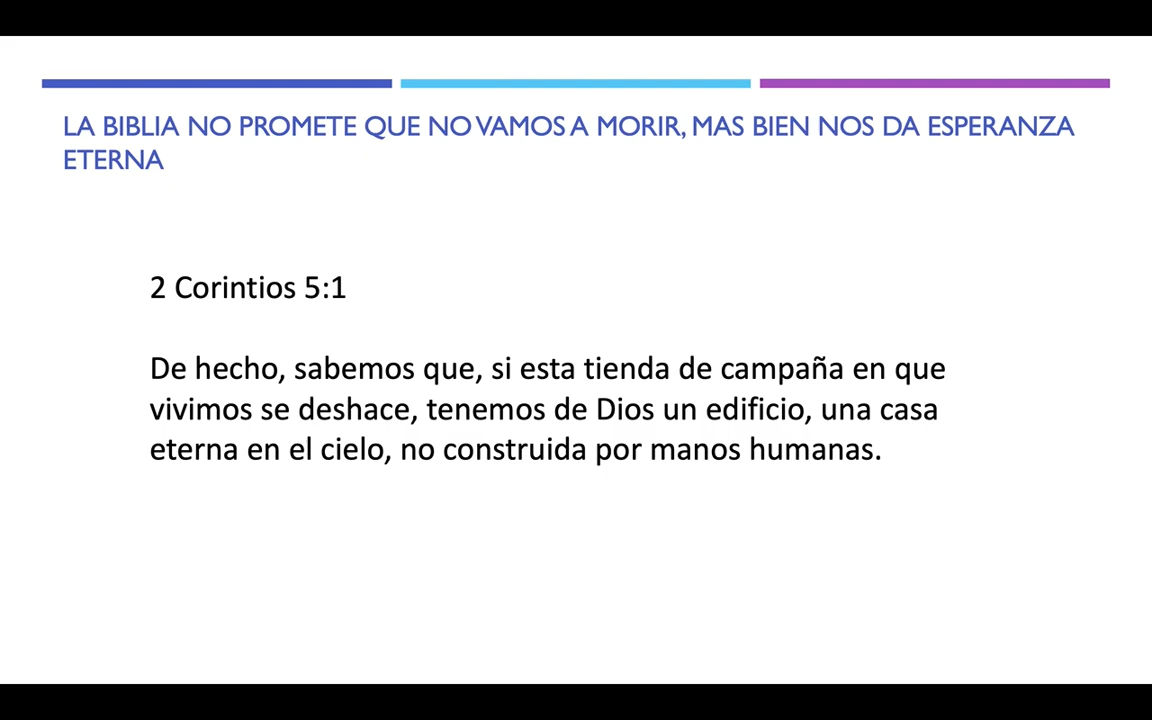 LA BIBLIA NO PROMETE QUE NO VAMOS A MORIR, MAS BIEN NOS DA ESPERANZA
ETERNA
2 Corintios 5:1
De hecho, sabemos que, si esta tienda de campaña en que
vivimos se deshace, tenemos de Dios un edificio, una casa
eterna en el cielo, no construida por manos humanas.